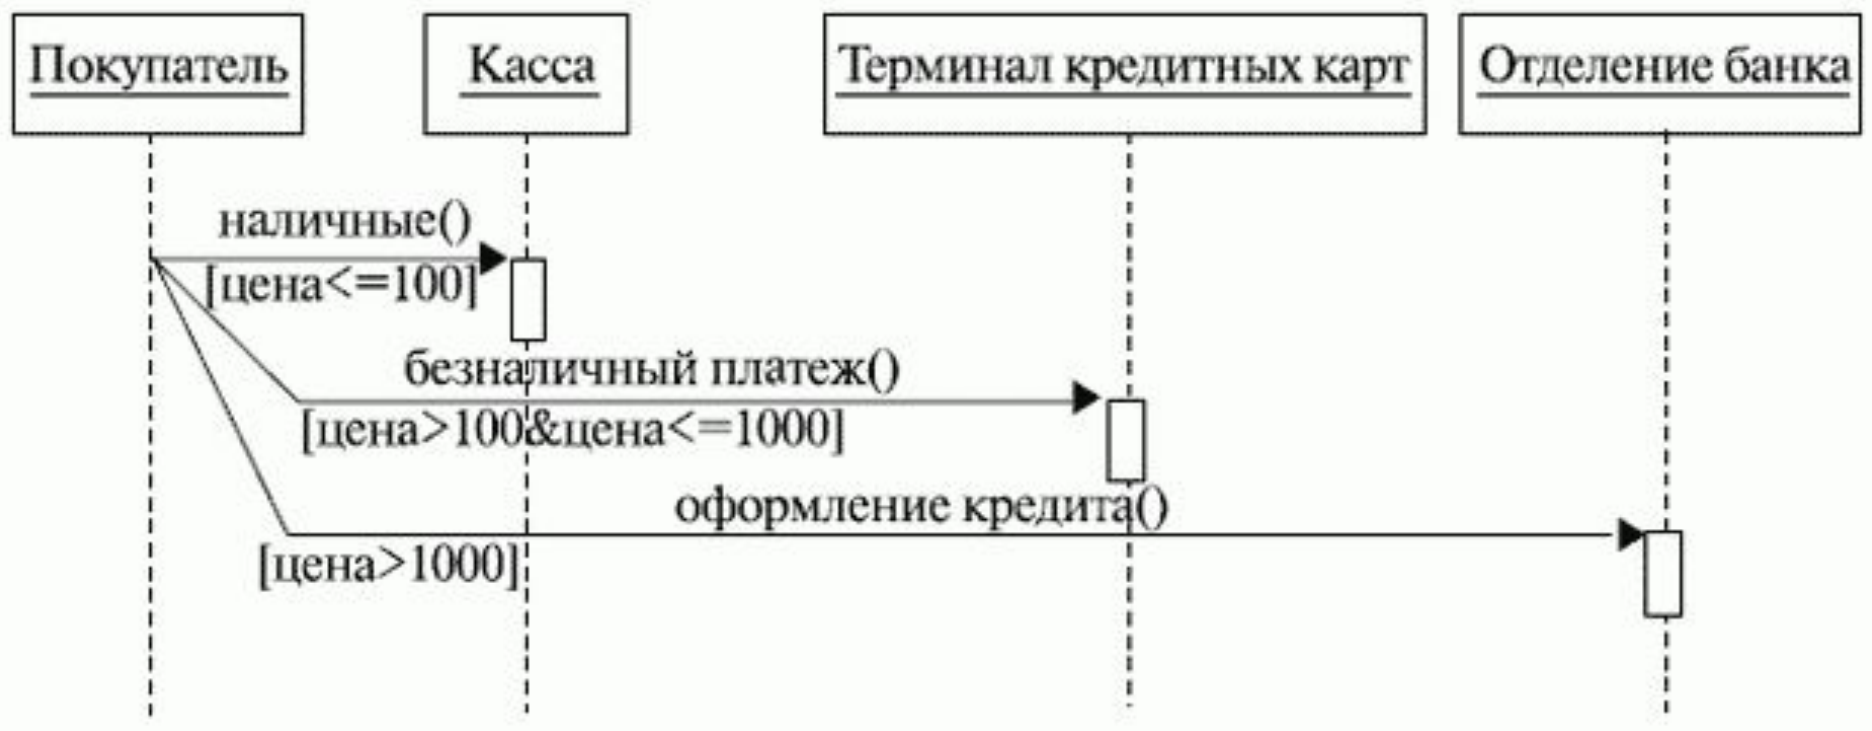 Покупатель
Касса
Терминал кредитных карт
Отделение банка
наличные()
[цена<=100]
безналичный платеж()
[цена>100&цена<=1000]
оформление кредита()
[цена>1000]